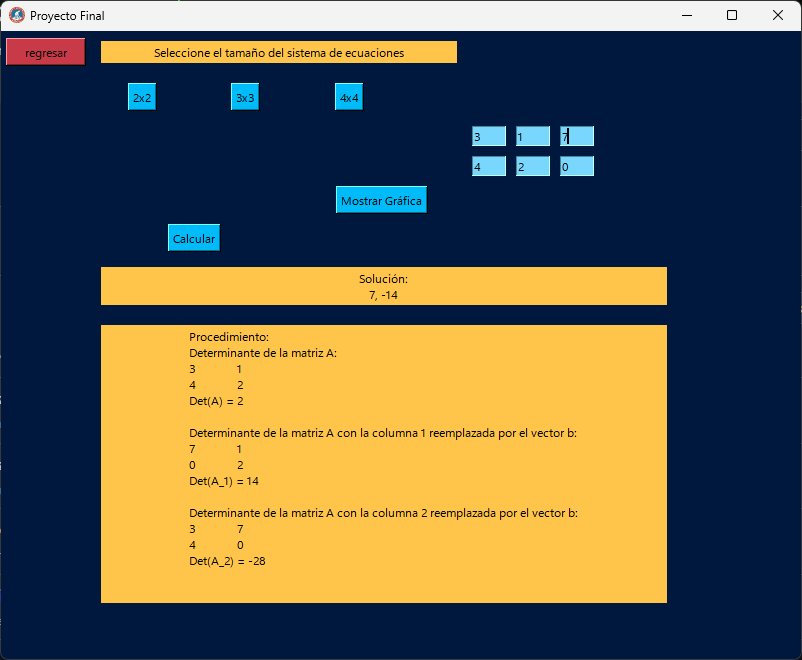 Proyecto Final
regresar
Seleccione el tamaño del sistema de ecuaciones
2x2 3x3 4x4
3 1 7
4 2 0
Mostrar Gráfica
Calcular
Solución:
7, -14
Procedimiento:
Determinante de la matriz A:
3 1
4 2
Det(A) = 2
Determinante de la matriz A con la columna 1 reemplazada por el vector b:
7 1
0 2
Det(A_1) = 14
Determinante de la matriz A con la columna 2 reemplazada por el vector b:
3 7
4 0
Det(A_2) = -28